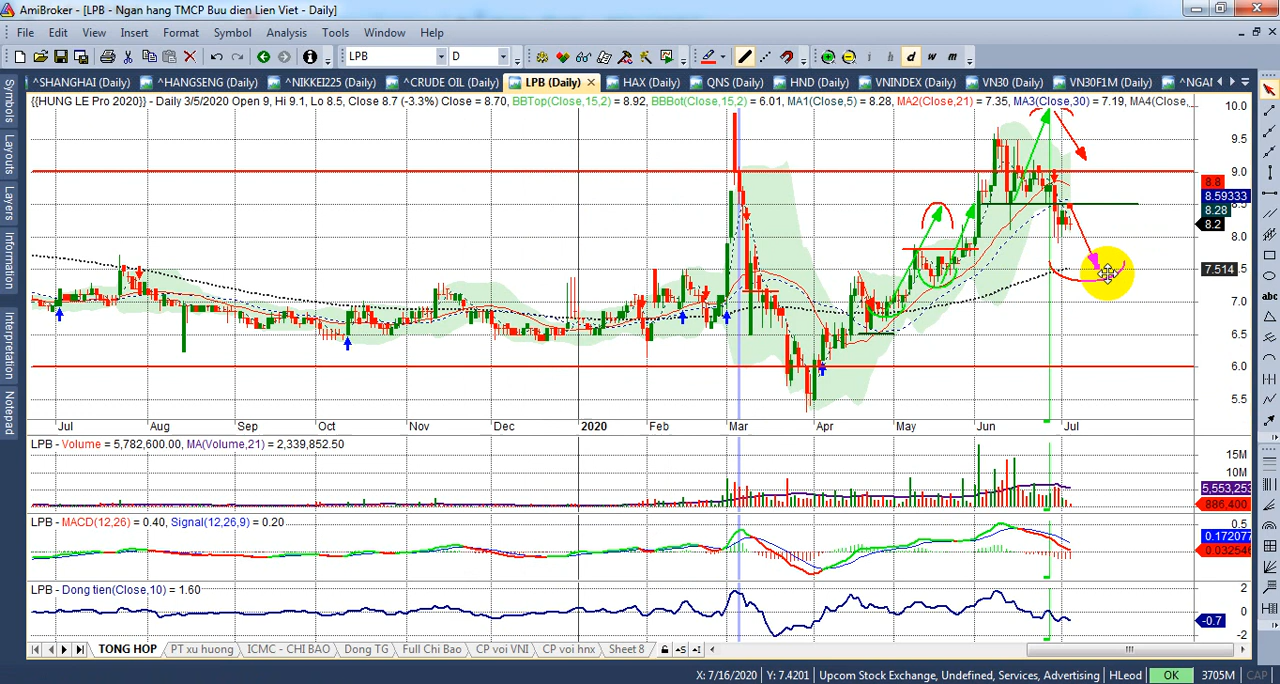 AmiBroker - [LPB - Ngan hang TMCP Buu dien Lien Viet - Daily]
File Edit View Insert Format Symbol Analysis Tools Window Help
LPB D i h d w m
^SHANGHAI (Daily) ^HANGSENG (Daily) ^NIKKEI225 (Daily) ^CRUDE OIL (Daily) LPB (Daily) HAX (Daily) QNS (Daily) HND (Daily) VNINDEX (Daily) VN30 (Daily) VN30F1M (Daily) ^NGAI
{{HUNG LE Pro 2020}} - Daily 3/5/2020 Open 9, Hi 9.1, Lo 8.5, Close 8.7 (-3.3%) Close = 8.70, BBTop(Close,15,2) = 8.92, BBBot(Close,15,2) = 6.01, MA1(Close,5) = 8.28, MA2(Close,21) = 7.35, MA3(Close,30) = 7.19, MA4(Close,
Symbols
Layouts
Layers
Information
Interpretation
Notepad
10.0
9.5
9.0
8.8
8.59333
8.28
8.2
8.0
7.514
7.0
6.5
6.0
5.5
abc
Jul Aug Sep Oct Nov Dec 2020 Feb Mar Apr May Jun Jul
LPB - Volume = 5,782,600.00, MA(Volume,21) = 2,339,852.50
15M
10M
5,553,253
886,400
LPB - MACD(12,26) = 0.40, Signal(12,26,9) = 0.20
0.5
0.172077
0.032546
LPB - Dong tien(Close,10) = 1.60
2
0
-0.7
-2
TONG HOP PT xu huong ICMC - CHI BAO Dong TG Full Chi Bao CP voi VNI CP voi hnx Sheet 8
X: 7/16/2020 Y: 7.4201 Upcom Stock Exchange, Undefined, Services, Advertising HLeod OK 3705M CAP